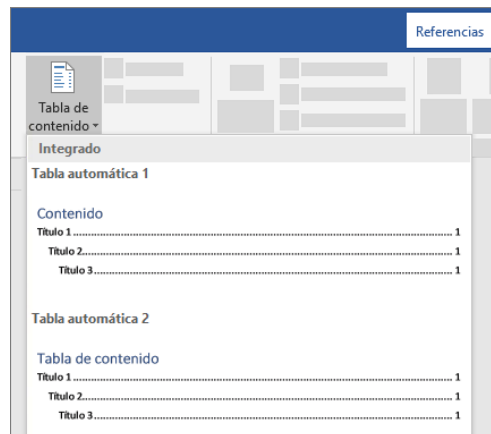 Referencias
Tabla de
contenido
Integrado
Tabla automática 1
Contenido
Título 1.......................................................................................................... 1
Título 2...................................................................................................... 1
Título 3................................................................................................... 1
Tabla automática 2
Tabla de contenido
Título 1.......................................................................................................... 1
Título 2...................................................................................................... 1
Título 3................................................................................................... 1